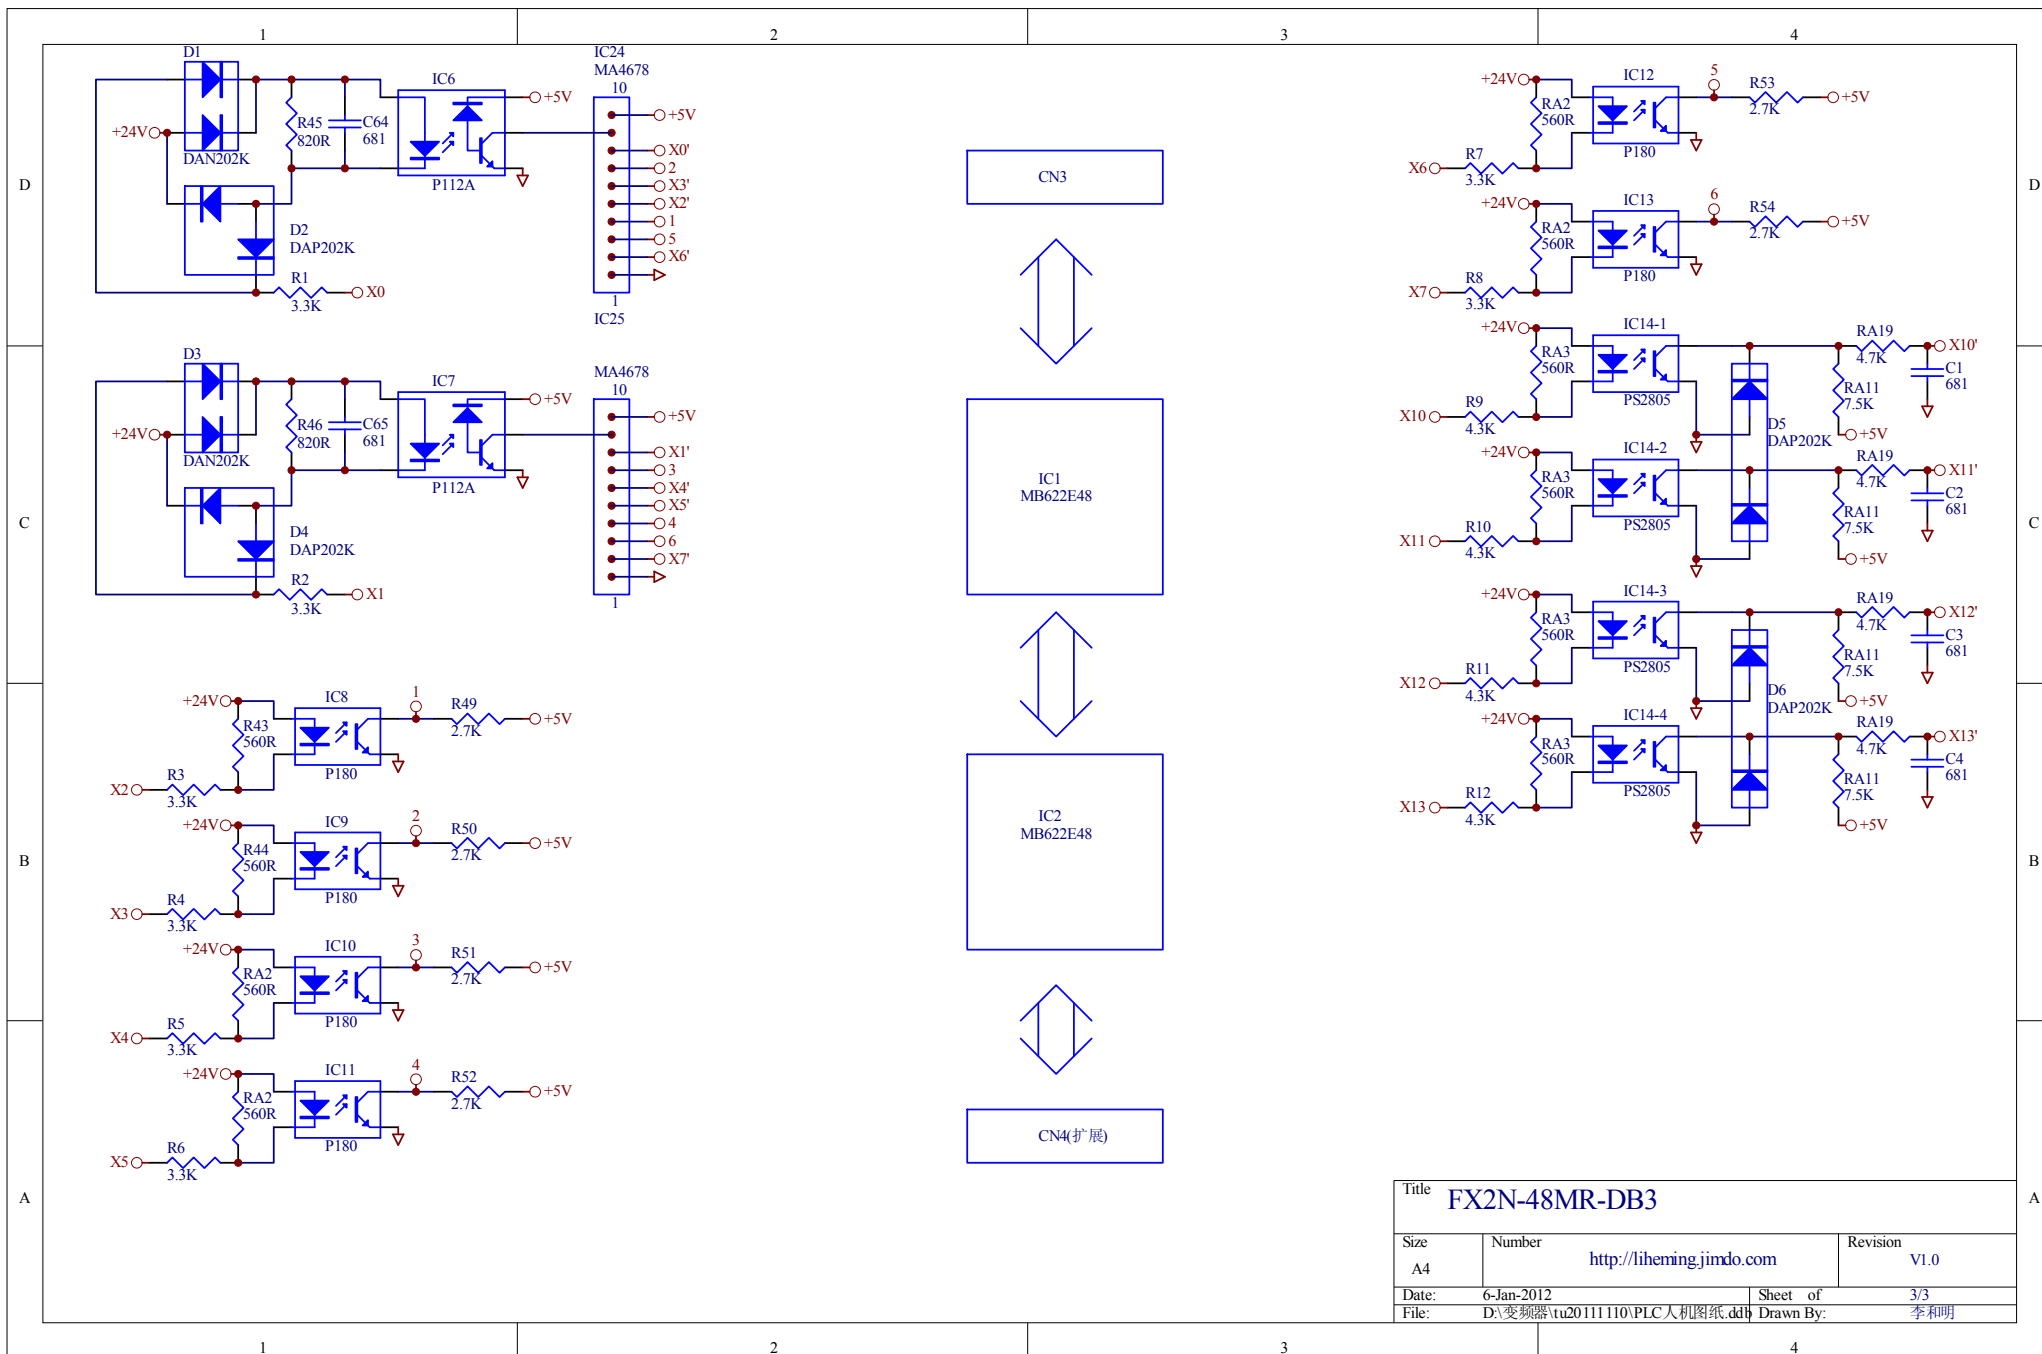 1 2 3 4
D
C
B
A
D1
+24V
DAN202K
R45
820R
C64
681
IC6
P112A
+5V
D2
DAP202K
R1
3.3K
X0
IC24
MA4678
10
+5V
X0'
2
X3'
X2'
1
5
X6'
1
IC25
D3
+24V
DAN202K
R46
820R
C65
681
IC7
P112A
+5V
D4
DAP202K
R2
3.3K
X1
MA4678
10
+5V
X1'
3
X4'
X5'
4
6
X7'
1
+24V
R43
560R
IC8
P180
1
R49
2.7K
+5V
X2
R3
3.3K
+24V
R44
560R
IC9
P180
2
R50
2.7K
+5V
X3
R4
3.3K
+24V
RA2
560R
IC10
P180
3
R51
2.7K
+5V
X4
R5
3.3K
+24V
RA2
560R
IC11
P180
4
R52
2.7K
+5V
X5
R6
3.3K
CN3
IC1
MB622E48
IC2
MB622E48
CN4(扩展)
+24V
RA2
560R
IC12
P180
5
R53
2.7K
+5V
X6
R7
3.3K
+24V
RA2
560R
IC13
P180
6
R54
2.7K
+5V
X7
R8
3.3K
+24V
RA3
560R
IC14-1
PS2805
RA19
4.7K
X10'
C1
681
RA11
7.5K
+5V
X10
R9
4.3K
D5
DAP202K
+24V
RA3
560R
IC14-2
PS2805
RA19
4.7K
X11'
C2
681
RA11
7.5K
+5V
X11
R10
4.3K
+24V
RA3
560R
IC14-3
PS2805
RA19
4.7K
X12'
C3
681
RA11
7.5K
+5V
X12
R11
4.3K
D6
DAP202K
+24V
RA3
560R
IC14-4
PS2805
RA19
4.7K
X13'
C4
681
RA11
7.5K
+5V
X13
R12
4.3K
D
C
B
A
Title FX2N-48MR-DB3
Size Number Revision
A4 http://liheming.jimdo.com V1.0
Date: 6-Jan-2012 Sheet of 3/3
File: D:\变频器\tu20111110\PLC人机图纸.ddb Drawn By: 李和明
1 2 3 4